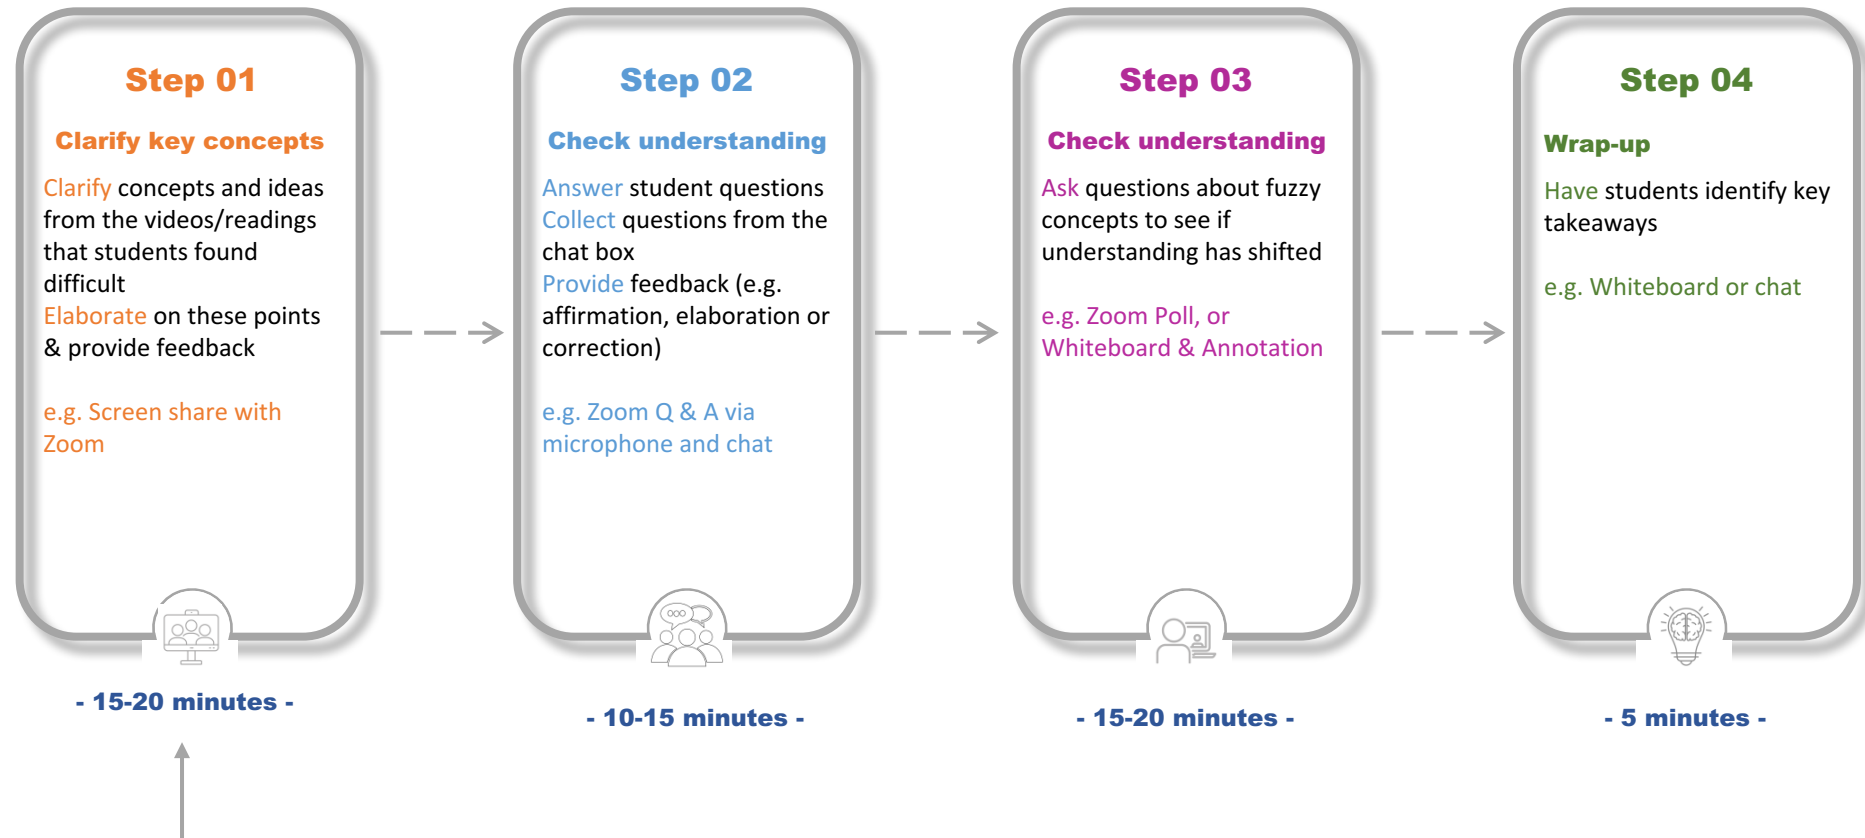 Step 01
Clarify key concepts
Clarify concepts and ideas
from the videos/readings
that students found
difficult
Elaborate on these points
& provide feedback
e.g. Screen share with
Zoom
- 15-20 minutes -
Step 02
Check understanding
Answer student questions
Collect questions from the
chat box
Provide feedback (e.g.
affirmation, elaboration or
correction)
e.g. Zoom Q & A via
microphone and chat
- 10-15 minutes -
Step 03
Check understanding
Ask questions about fuzzy
concepts to see if
understanding has shifted
e.g. Zoom Poll, or
Whiteboard & Annotation
- 15-20 minutes -
Step 04
Wrap-up
Have students identify key
takeaways
e.g. Whiteboard or chat
- 5 minutes -